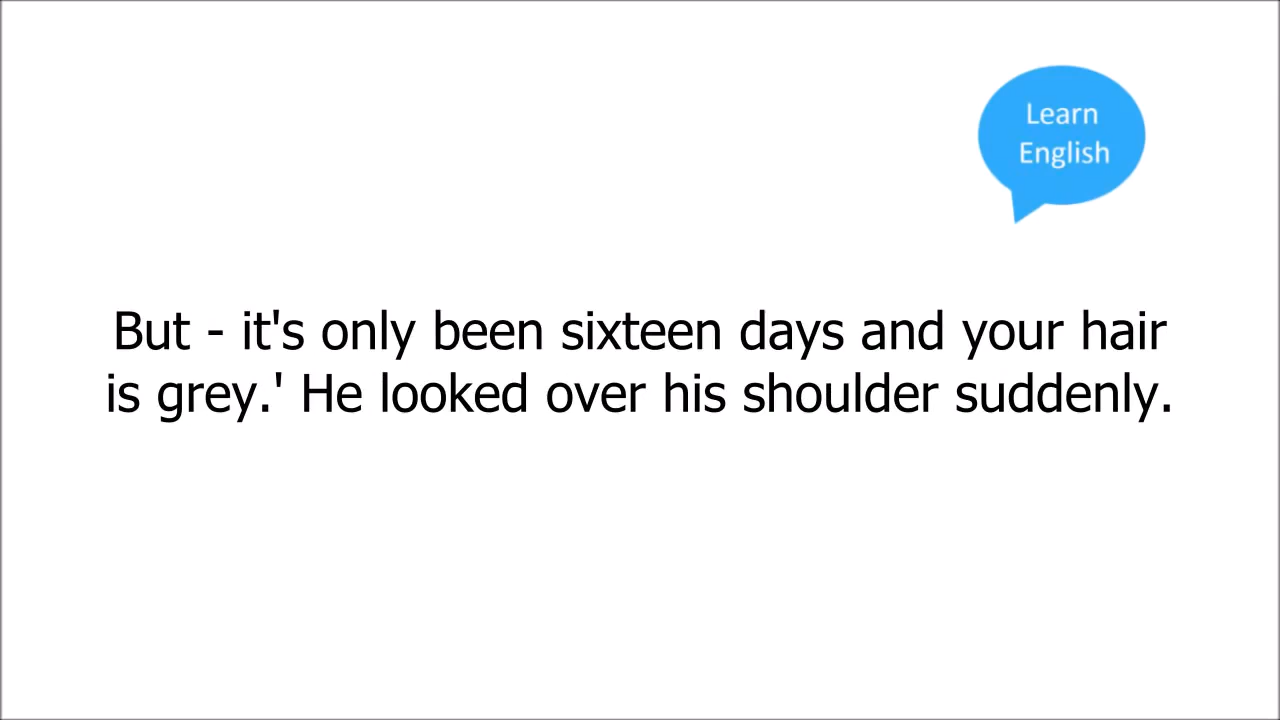 Learn
English
But - it's only been sixteen days and your hair
is grey.' He looked over his shoulder suddenly.